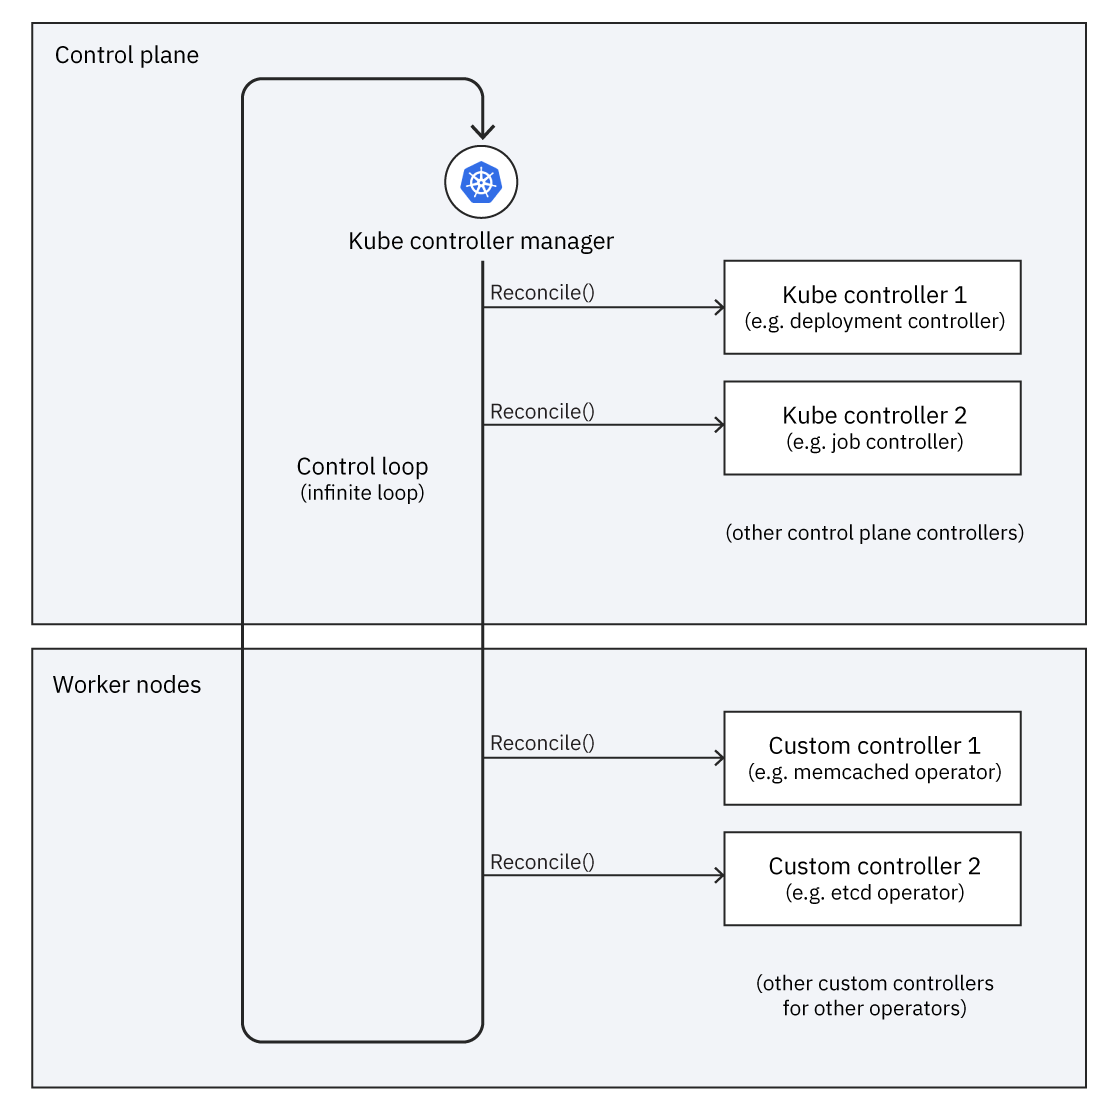 Control plane
Kube controller manager
Reconcile()
Kube controller 1
(e.g. deployment controller)
Reconcile()
Kube controller 2
(e.g. job controller)
Control loop
(infinite loop)
(other control plane controllers)
Worker nodes
Reconcile()
Custom controller 1
(e.g. memcached operator)
Reconcile()
Custom controller 2
(e.g. etcd operator)
(other custom controllers
for other operators)